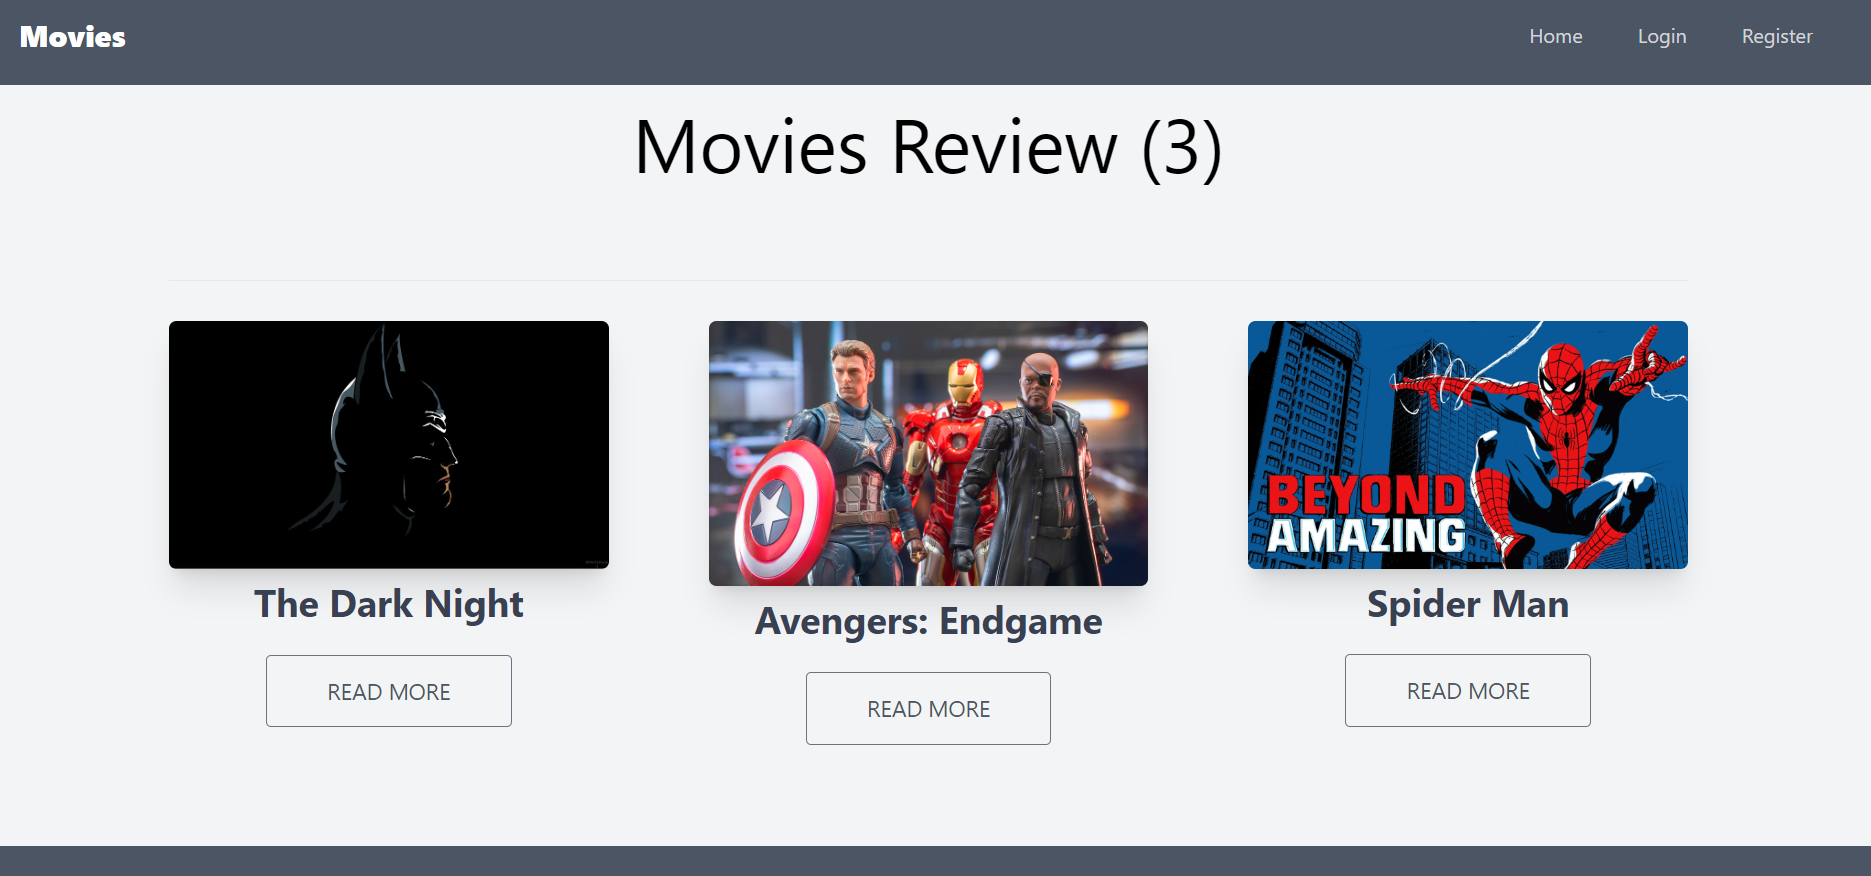 Movies
Home Login Register
Movies Review (3)
BEYOND
AMAZING
The Dark Night
Avengers: Endgame
Spider Man
READ MORE
READ MORE
READ MORE